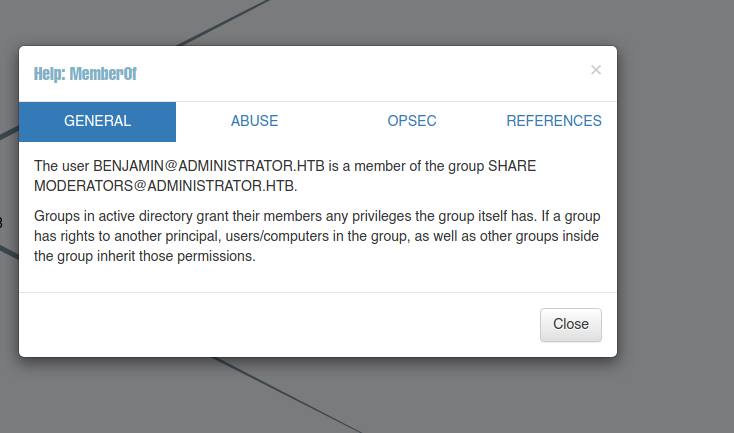 Help: MemberOf
×
GENERAL ABUSE OPSEC REFERENCES
The user BENJAMIN@ADMINISTRATOR.HTB is a member of the group SHARE
MODERATORS@ADMINISTRATOR.HTB.
Groups in active directory grant their members any privileges the group itself has. If a group
has rights to another principal, users/computers in the group, as well as other groups inside
the group inherit those permissions.
Close